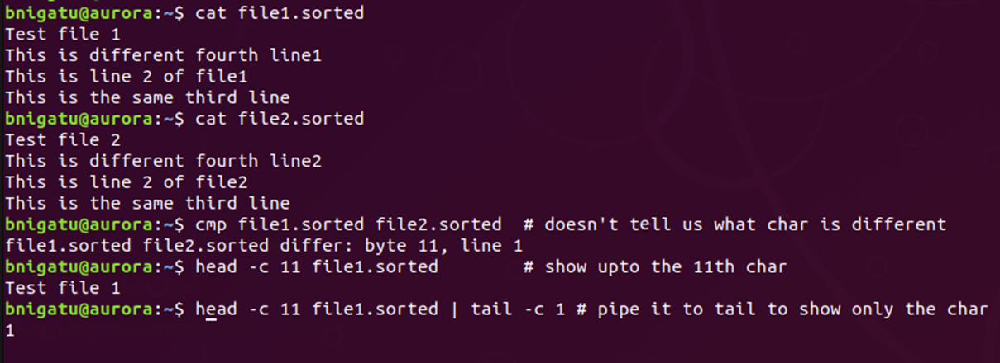 bnigatu@aurora:~$ cat file1.sorted
Test file 1
This is different fourth line1
This is line 2 of file1
This is the same third line
bnigatu@aurora:~$ cat file2.sorted
Test file 2
This is different fourth line2
This is line 2 of file2
This is the same third line
bnigatu@aurora:~$ cmp file1.sorted file2.sorted  # doesn't tell us what char is different
file1.sorted file2.sorted differ: byte 11, line 1
bnigatu@aurora:~$ head -c 11 file1.sorted          # show upto the 11th char
Test file 1
bnigatu@aurora:~$ head -c 11 file1.sorted | tail -c 1 # pipe it to tail to show only the char
1